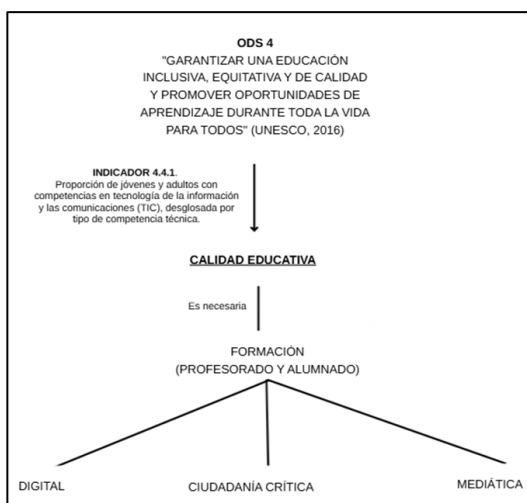 ODS 4
"GARANTIZAR UNA EDUCACIÓN
INCLUSIVA, EQUITATIVA Y DE CALIDAD
Y PROMOVER OPORTUNIDADES DE
APRENDIZAJE DURANTE TODA LA VIDA
PARA TODOS" (UNESCO, 2016)
INDICADOR 4.4.1.
Proporción de jóvenes y adultos con
competencias en tecnología de la información
y las comunicaciones (TIC), desglosada por
tipo de competencia técnica.
CALIDAD EDUCATIVA
Es necesaria
FORMACIÓN
(PROFESORADO Y ALUMNADO)
DIGITAL
CIUDADANÍA CRÍTICA
MEDIÁTICA